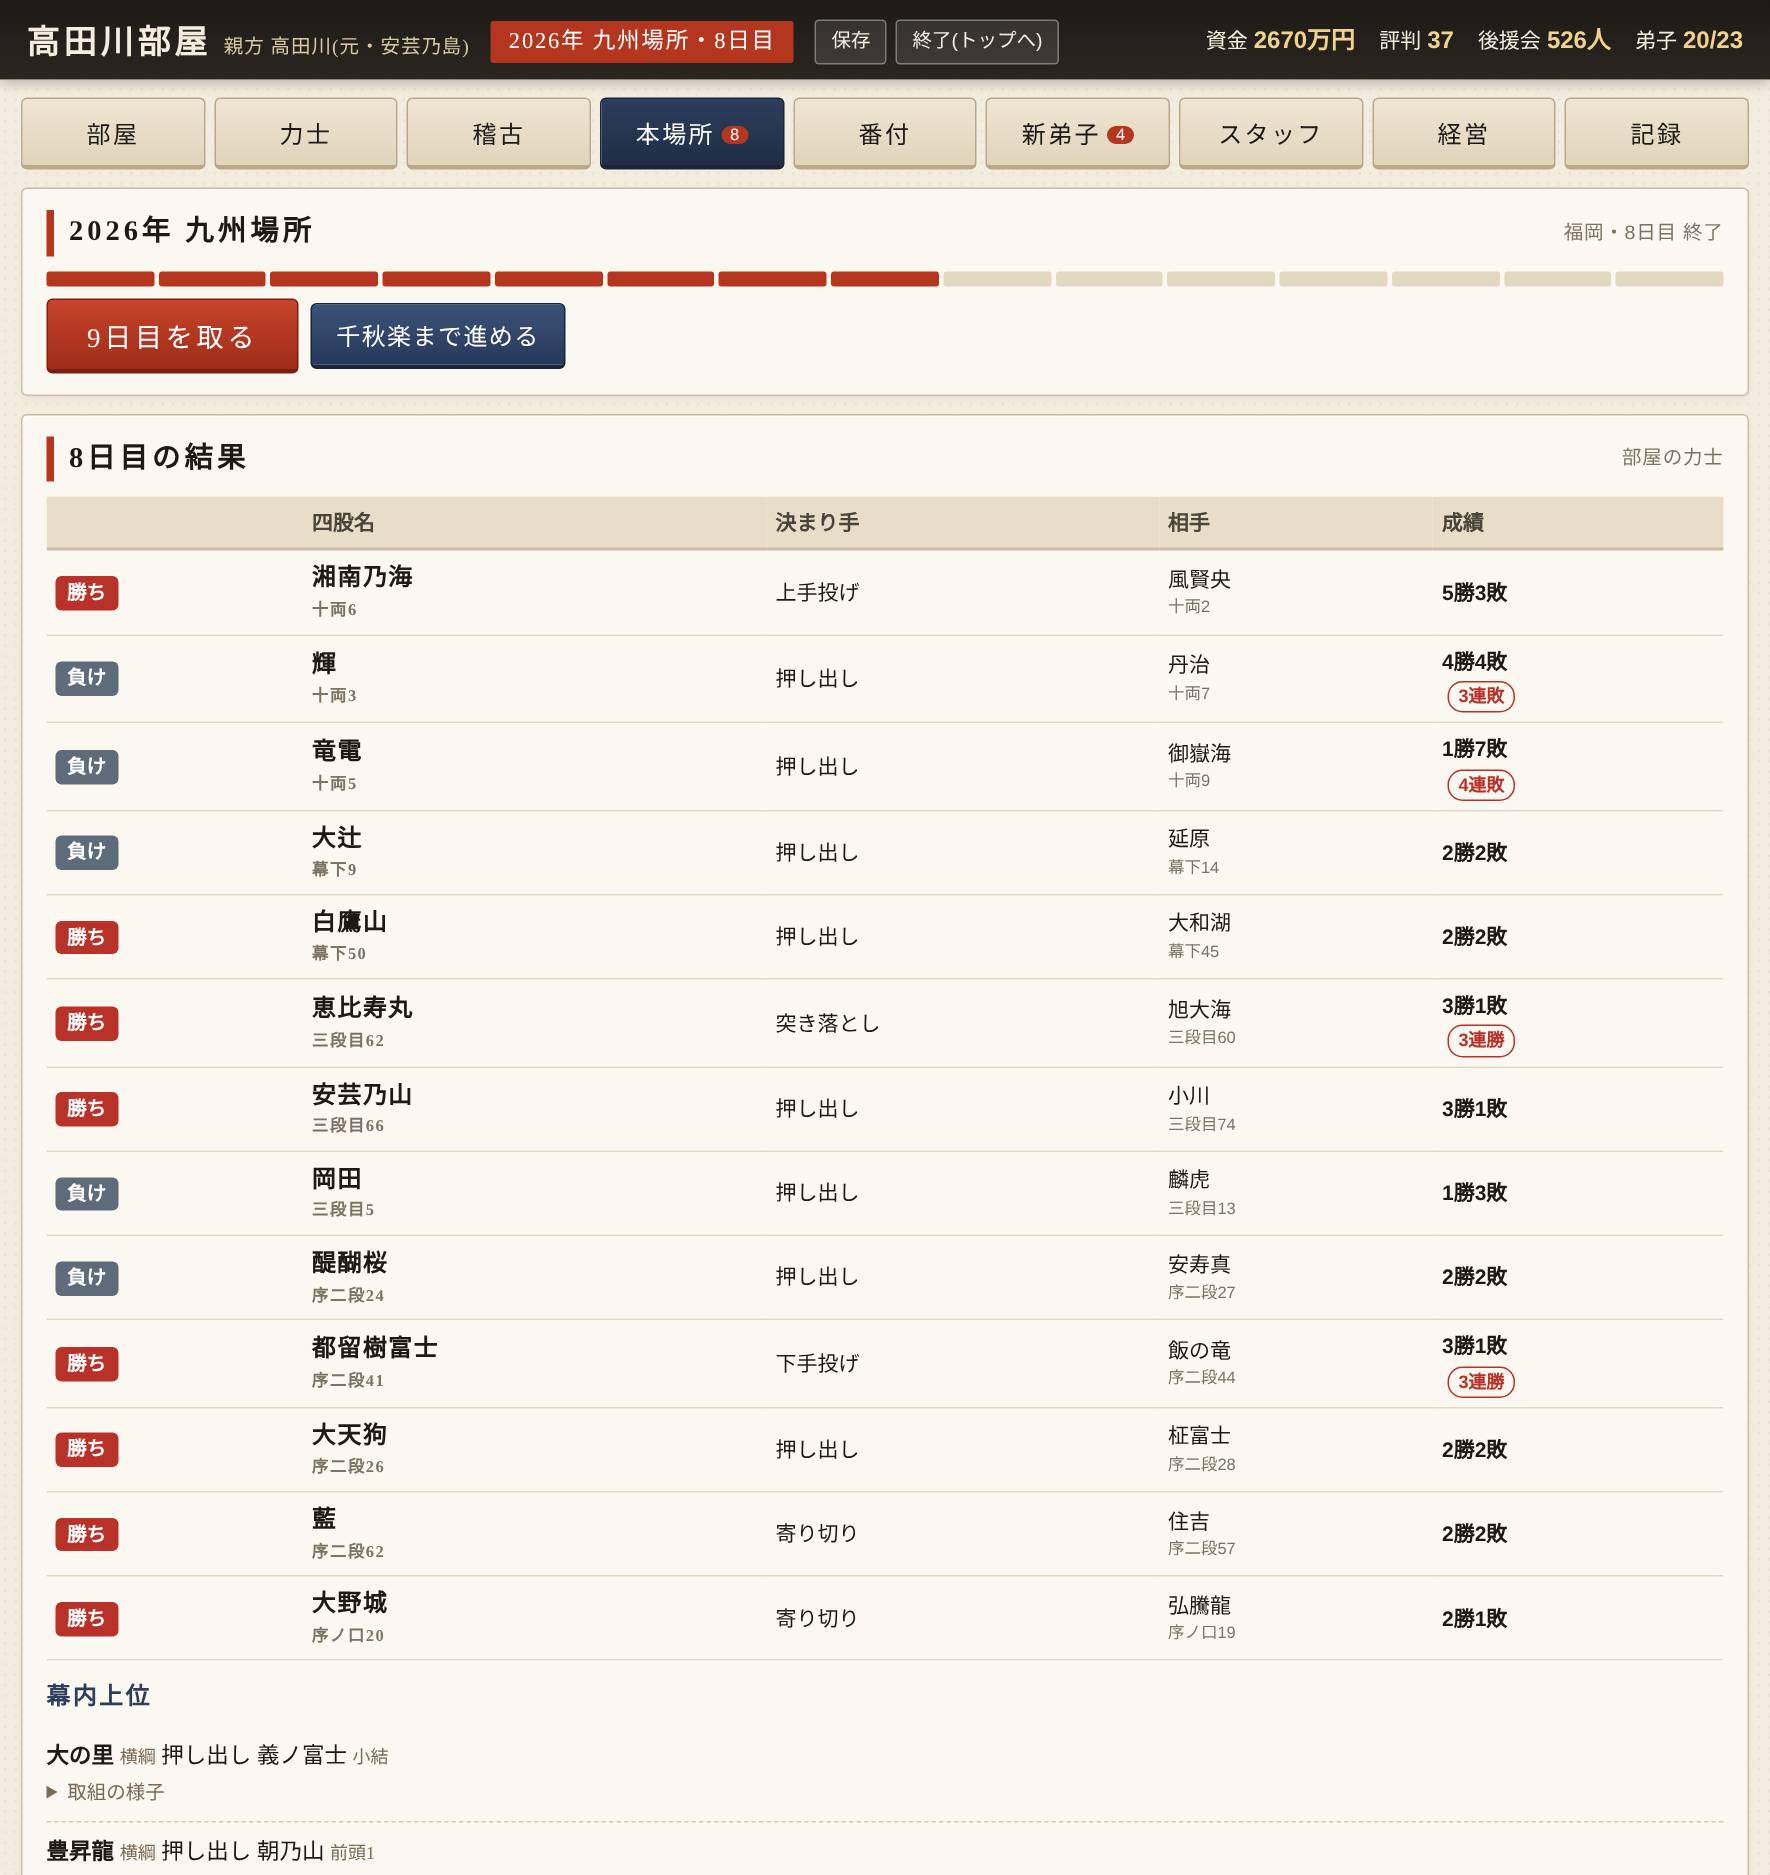 高田川部屋 親方 高田川(元・安芸乃島) 2026年 九州場所・8日目 保存 終了(トップへ) 資金 2670万円 評判 37 後援会 526人 弟子 20/23
部屋 力士 稽古 本場所 8 番付 新弟子 4 スタッフ 経営 記録
2026年 九州場所 福岡・8日目 終了
9日目を取る 千秋楽まで進める
8日目の結果 部屋の力士
四股名 決まり手 相手 成績
勝ち 湘南乃海 上手投げ 風賢央 5勝3敗
十両6 十両2
負け 輝 押し出し 丹治 4勝4敗
十両3 十両7 3連敗
負け 竜電 押し出し 御嶽海 1勝7敗
十両5 十両9 4連敗
負け 大辻 押し出し 延原 2勝2敗
幕下9 幕下14
勝ち 白鷹山 押し出し 大和湖 2勝2敗
幕下50 幕下45
勝ち 恵比寿丸 突き落とし 旭大海 3勝1敗
三段目62 三段目60 3連勝
勝ち 安芸乃山 押し出し 小川 3勝1敗
三段目66 三段目74
負け 岡田 押し出し 麟虎 1勝3敗
三段目5 三段目13
負け 醍醐桜 押し出し 安寿真 2勝2敗
序二段24 序二段27
勝ち 都留樹富士 下手投げ 飯の竜 3勝1敗
序二段41 序二段44 3連勝
勝ち 大天狗 押し出し 柾富士 2勝2敗
序二段26 序二段28
勝ち 藍 寄り切り 住吉 2勝2敗
序二段62 序二段57
勝ち 大野城 寄り切り 弘騰龍 2勝1敗
序ノ口20 序ノ口19
幕内上位
大の里 横綱 押し出し 義ノ富士 小結
▶ 取組の様子
豊昇龍 横綱 押し出し 朝乃山 前頭1